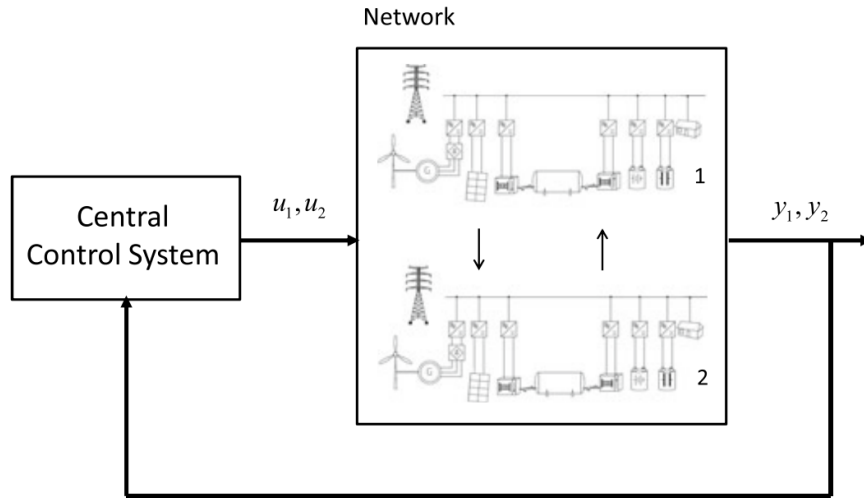 Network
1
Central
Control System
u₁,u₂
y₁,y₂
G
2
G